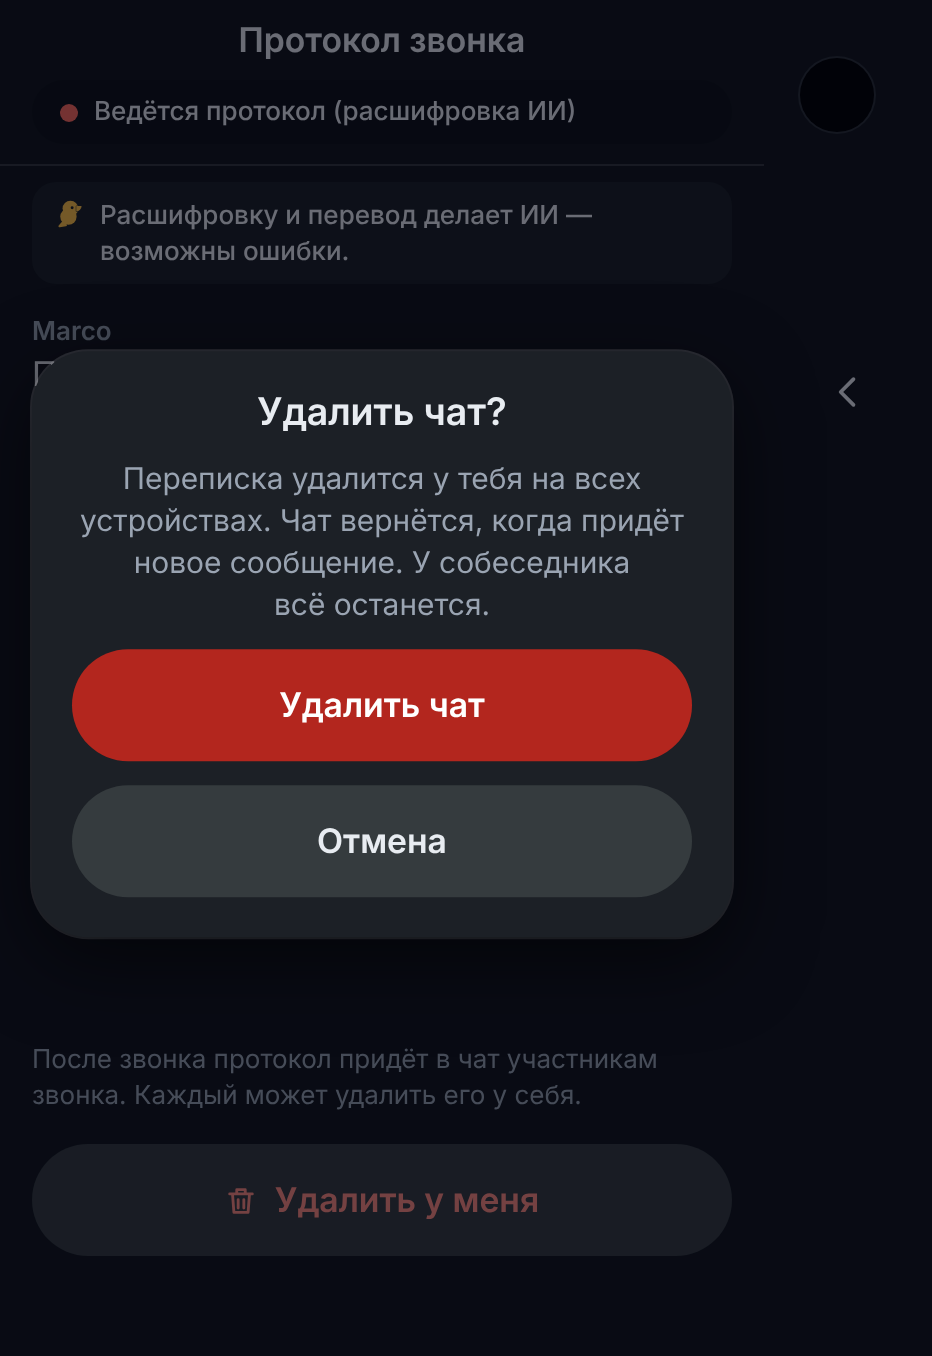 Протокол звонка
Ведётся протокол (расшифровка ИИ)
Расшифровку и перевод делает ИИ —
возможны ошибки.
Marco
Удалить чат?
Переписка удалится у тебя на всех
устройствах. Чат вернётся, когда придёт
новое сообщение. У собеседника
всё останется.
Удалить чат
Отмена
После звонка протокол придёт в чат участникам
звонка. Каждый может удалить его у себя.
Удалить у меня